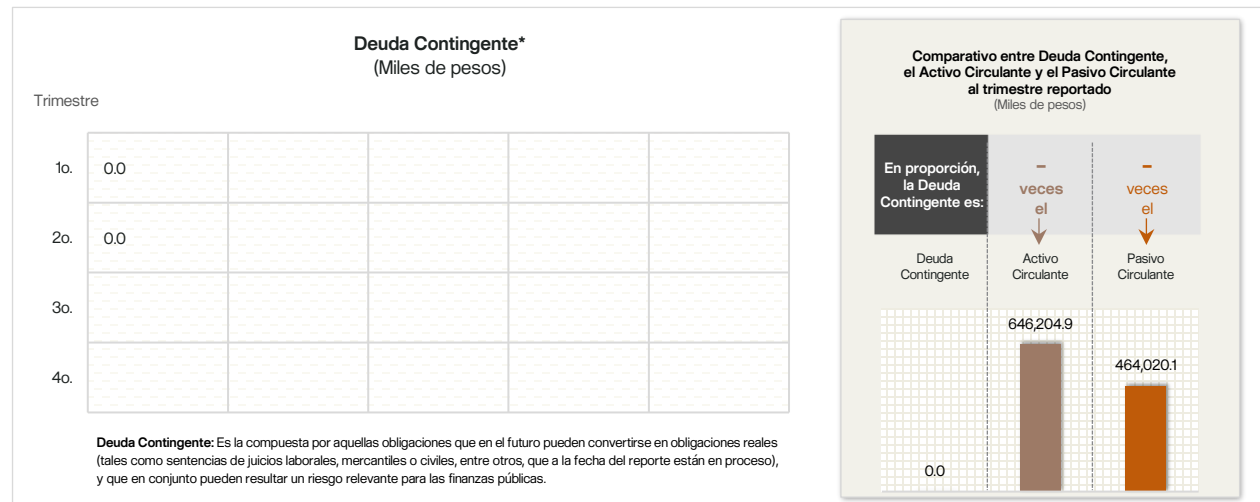 Deuda Contingente*
(Miles de pesos)
Trimestre
1o. 0.0
2o. 0.0
3o.
4o.
Deuda Contingente: Es la compuesta por aquellas obligaciones que en el futuro pueden convertirse en obligaciones reales
(tales como sentencias de juicios laborales, mercantiles o civiles, entre otros, que a la fecha del reporte están en proceso),
y que en conjunto pueden resultar un riesgo relevante para las finanzas públicas.
Comparativo entre Deuda Contingente,
el Activo Circulante y el Pasivo Circulante
al trimestre reportado
(Miles de pesos)
En proporción,
la Deuda
Contingente es:
–
veces
el
–
veces
el
Deuda
Contingente
Activo
Circulante
Pasivo
Circulante
0.0
646,204.9
464,020.1